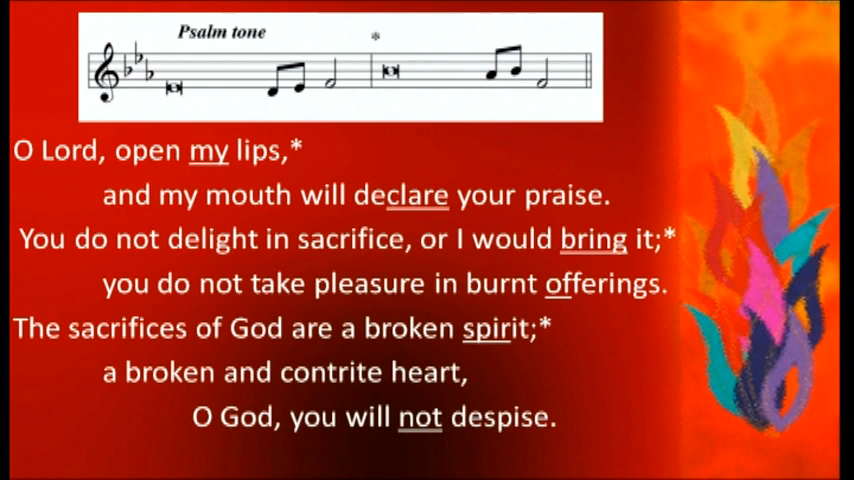 Psalm tone
*
O Lord, open my lips,*
and my mouth will declare your praise.
You do not delight in sacrifice, or I would bring it;*
you do not take pleasure in burnt offerings.
The sacrifices of God are a broken spirit;*
a broken and contrite heart,
O God, you will not despise.